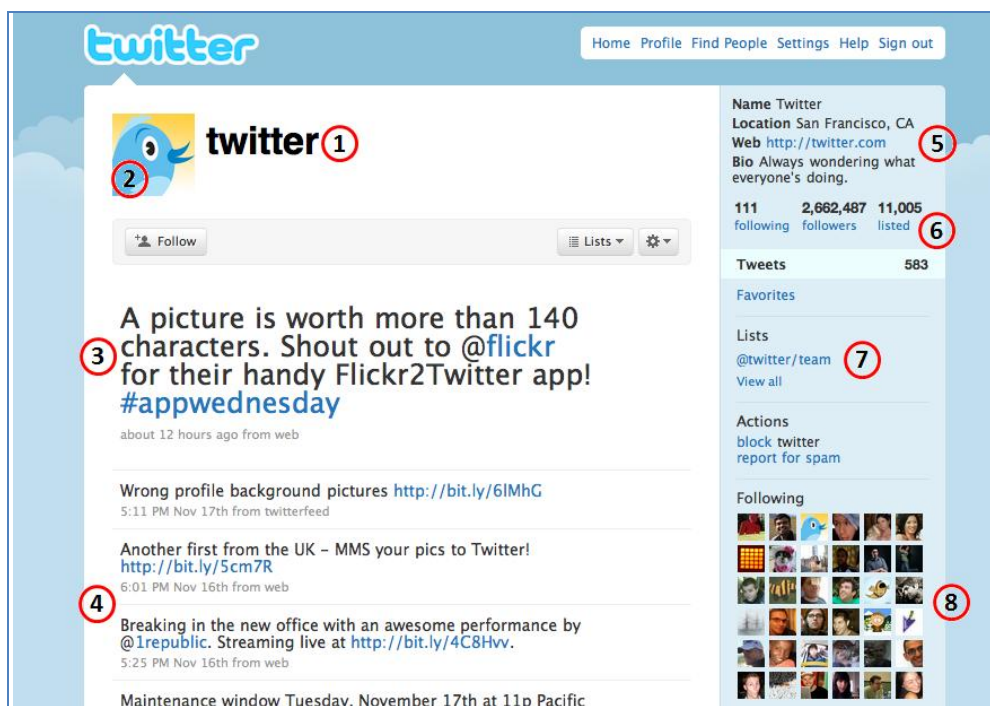 twitter
Home Profile Find People Settings Help Sign out
twitter 1
2
Follow
Lists
3
A picture is worth more than 140
characters. Shout out to @flickr
for their handy Flickr2Twitter app!
#appwednesday
about 12 hours ago from web
Wrong profile background pictures http://bit.ly/6lMhG
5:11 PM Nov 17th from twitterfeed
Another first from the UK – MMS your pics to Twitter!
http://bit.ly/5cm7R
6:01 PM Nov 16th from web
4
Breaking in the new office with an awesome performance by
@1republic. Streaming live at http://bit.ly/4C8Hvv.
5:25 PM Nov 16th from web
Maintenance window Tuesday, November 17th at 11p Pacific
Name Twitter
Location San Francisco, CA
Web http://twitter.com 5
Bio Always wondering what
everyone's doing.
111 2,662,487 11,005
following followers listed 6
Tweets 583
Favorites
Lists
@twitter/team 7
View all
Actions
block twitter
report for spam
Following
8